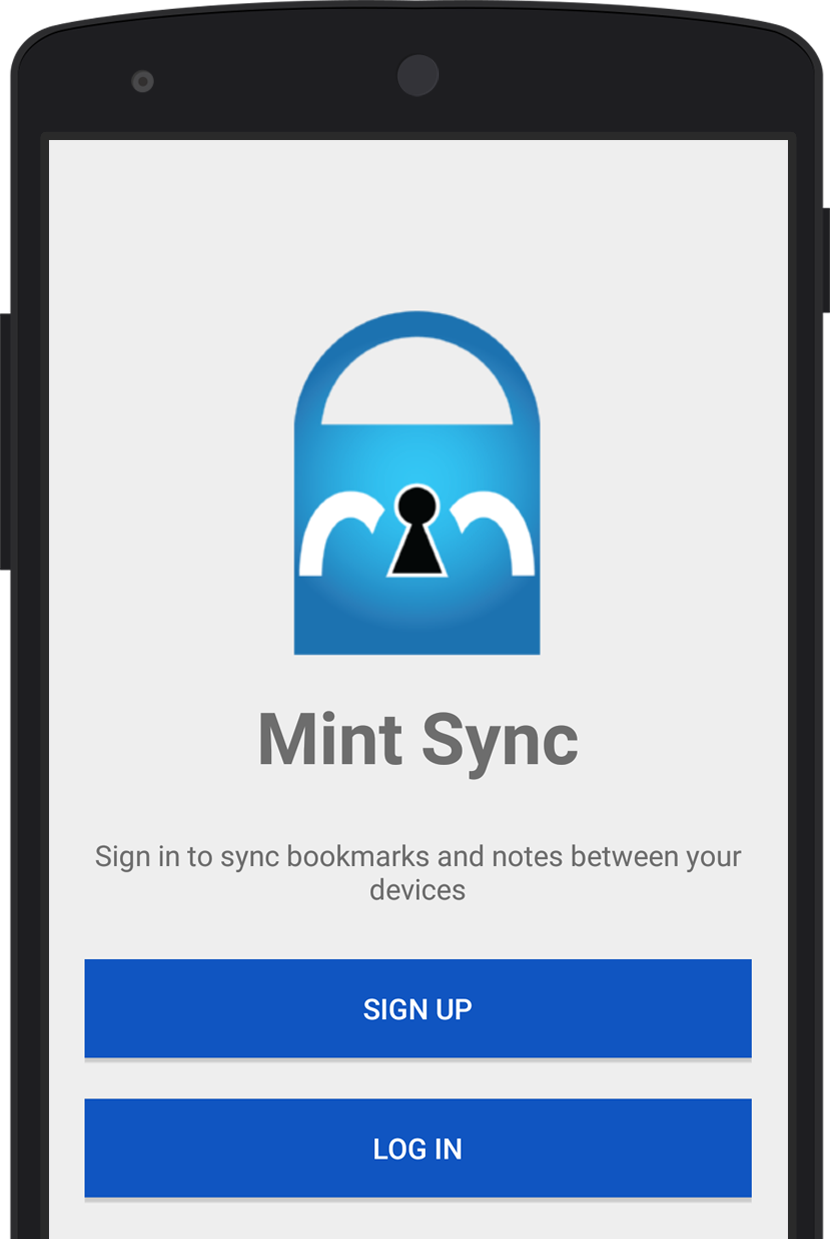 Mint Sync
Sign in to sync bookmarks and notes between your
devices
SIGN UP
LOG IN